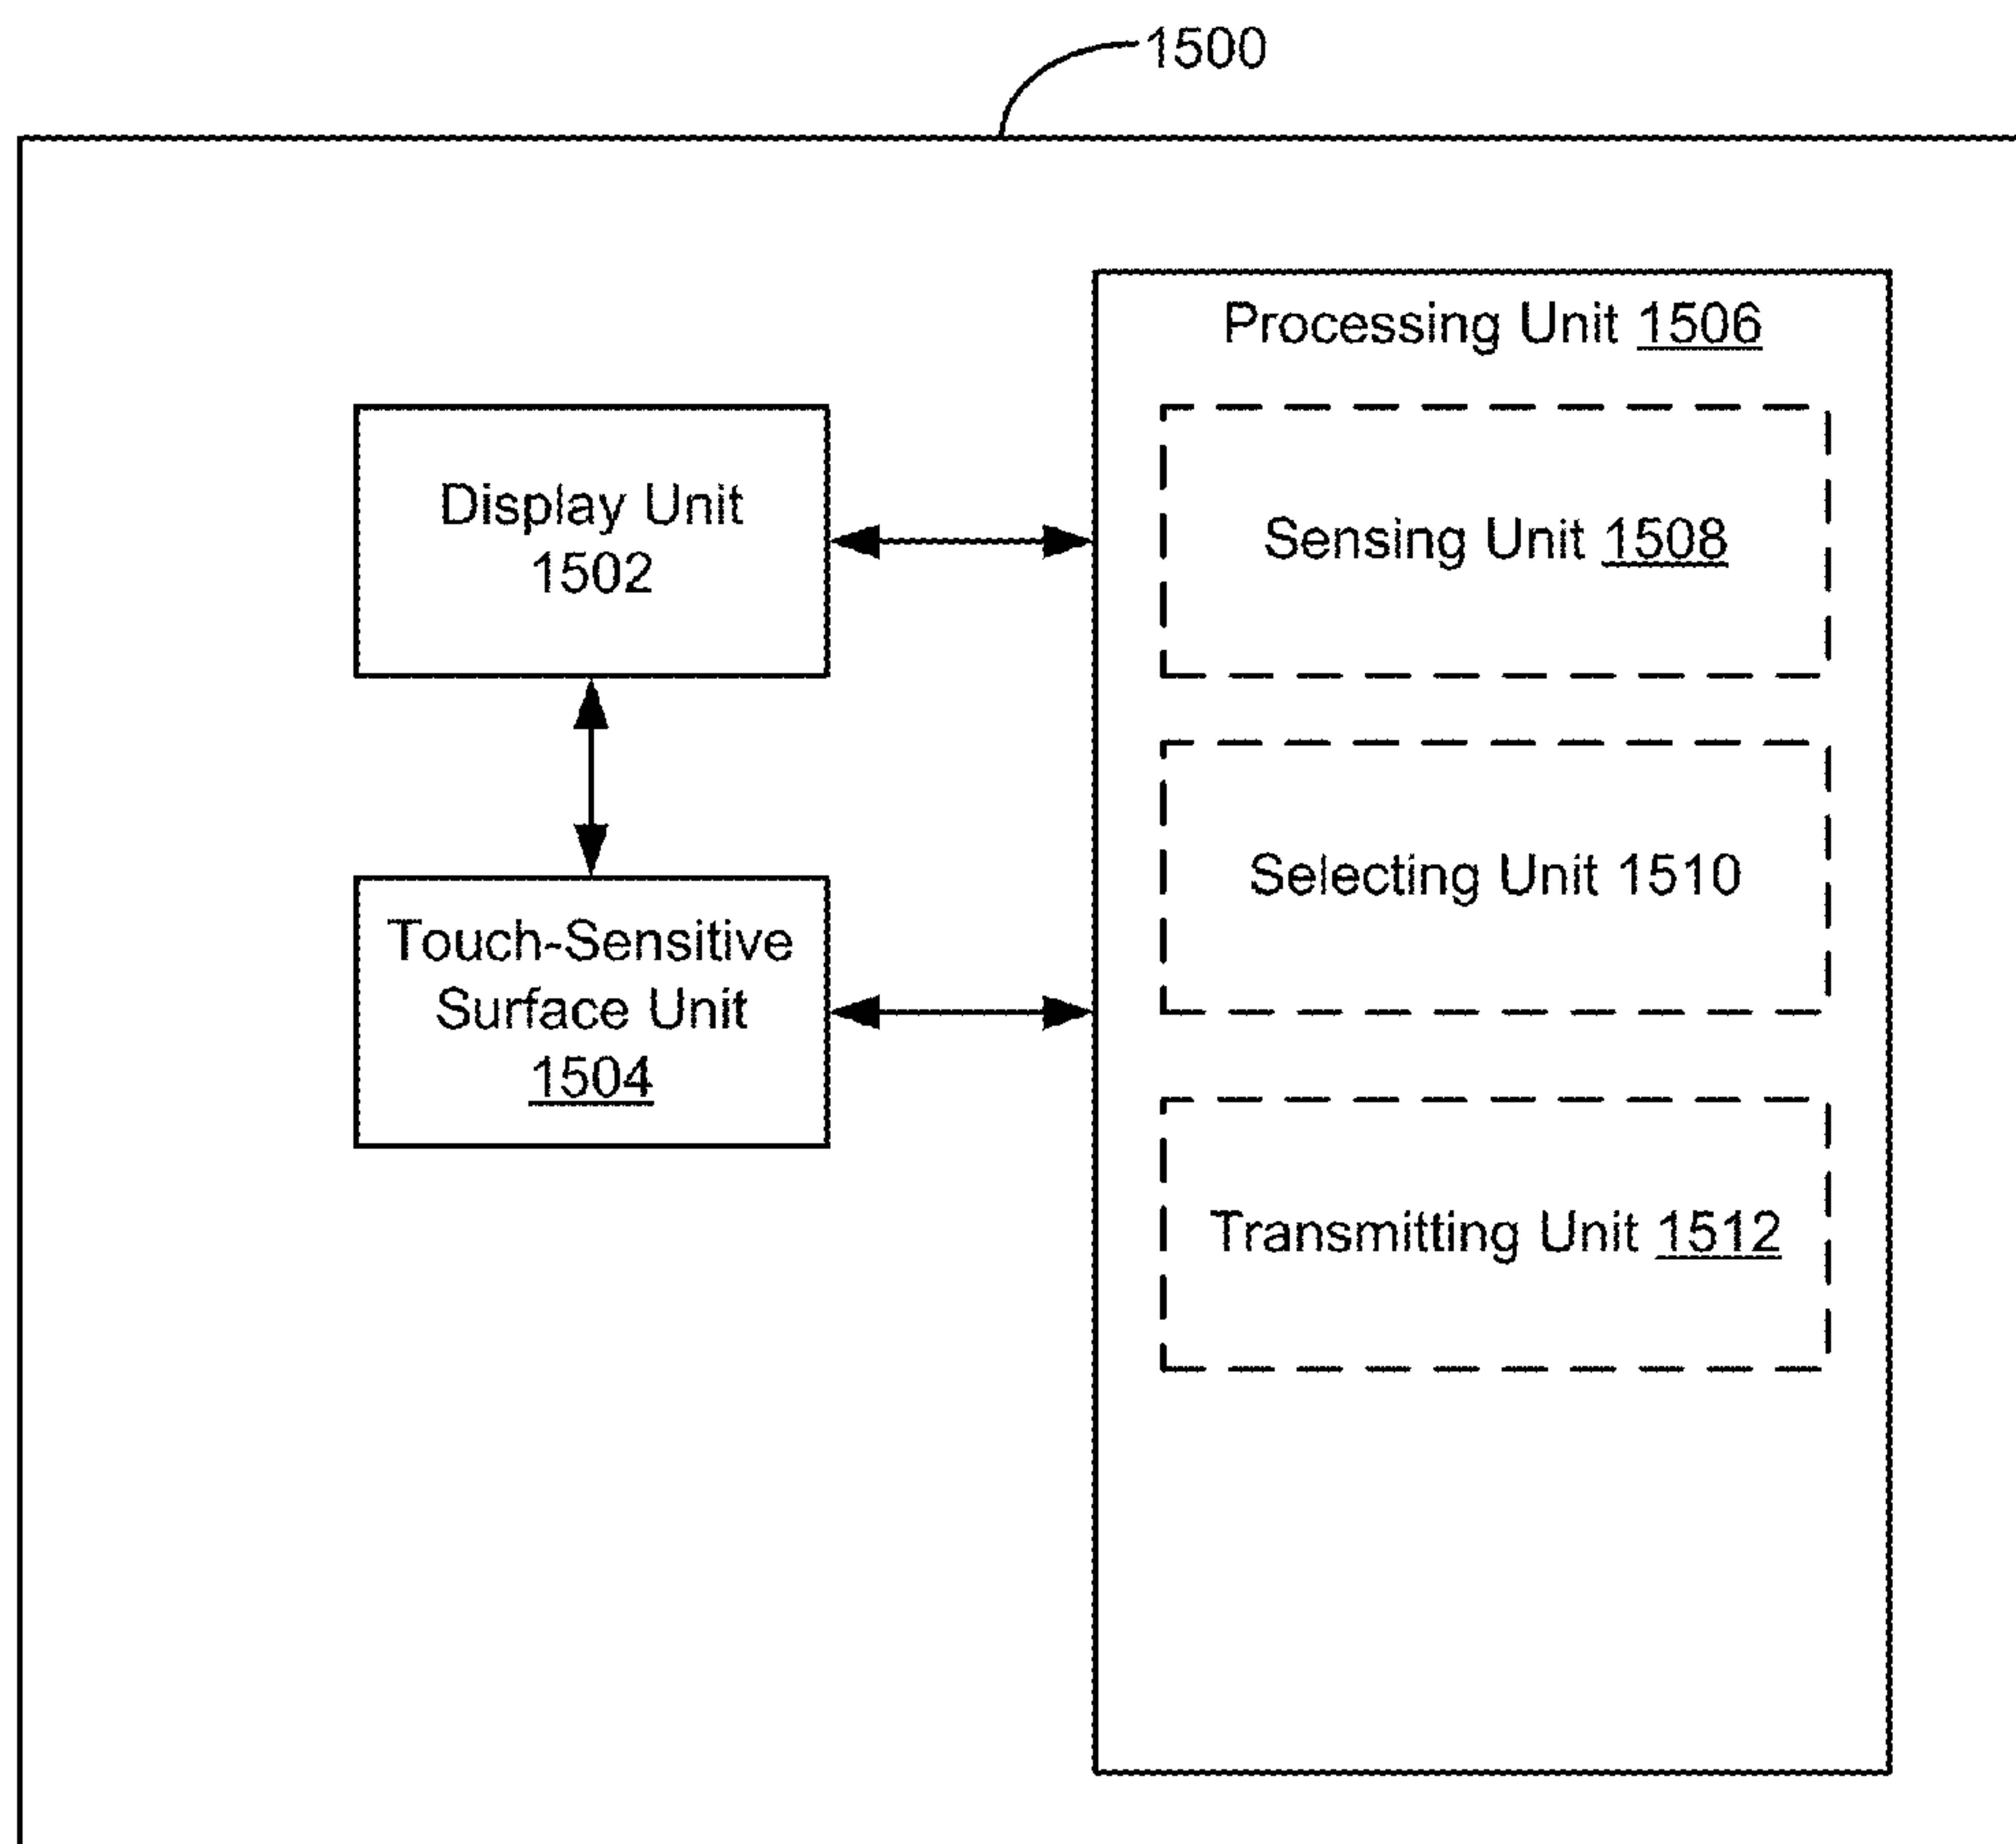 1500
Processing Unit 1506
Display Unit
1502
Sensing Unit 1508
Selecting Unit 1510
Touch-Sensitive
Surface Unit
1504
Transmitting Unit 1512